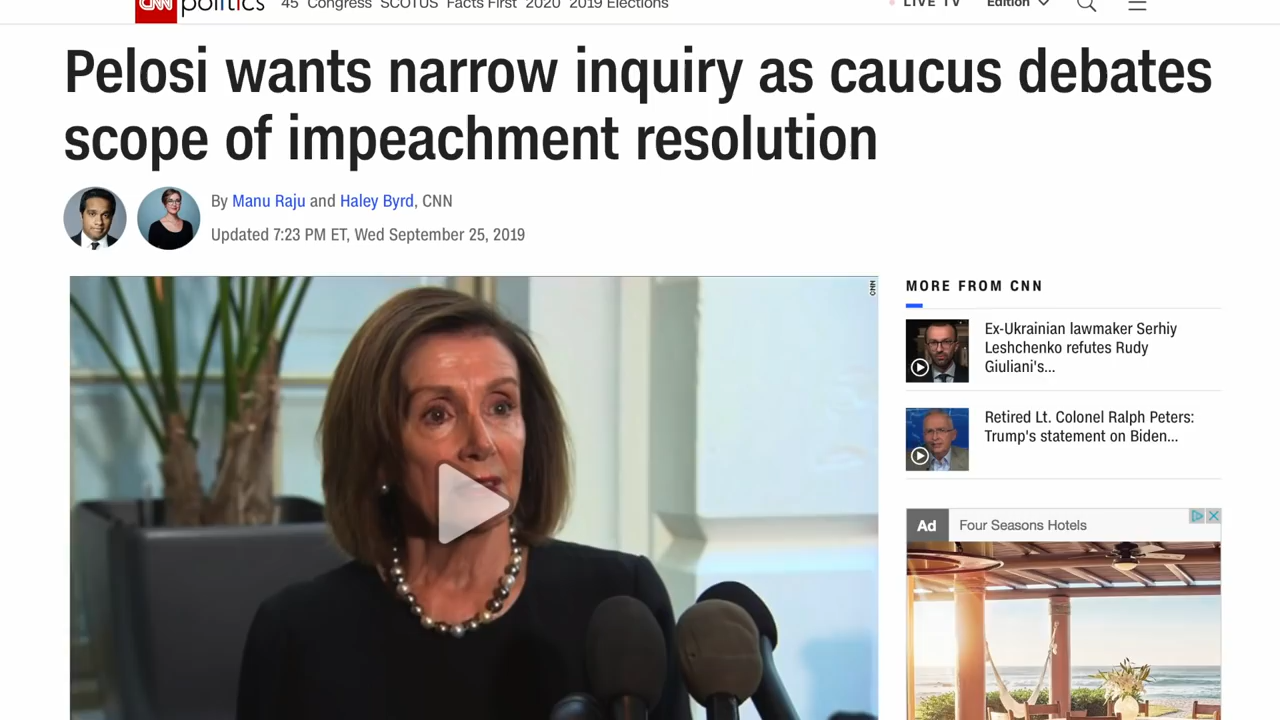 CNN politics 45 Congress SCOTUS Facts First 2020 2019 Elections LIVE TV Edition
Pelosi wants narrow inquiry as caucus debates
scope of impeachment resolution
By Manu Raju and Haley Byrd, CNN
Updated 7:23 PM ET, Wed September 25, 2019
CNN
MORE FROM CNN
Ex-Ukrainian lawmaker Serhiy
Leshchenko refutes Rudy
Giuliani's...
Retired Lt. Colonel Ralph Peters:
Trump's statement on Biden...
Ad Four Seasons Hotels